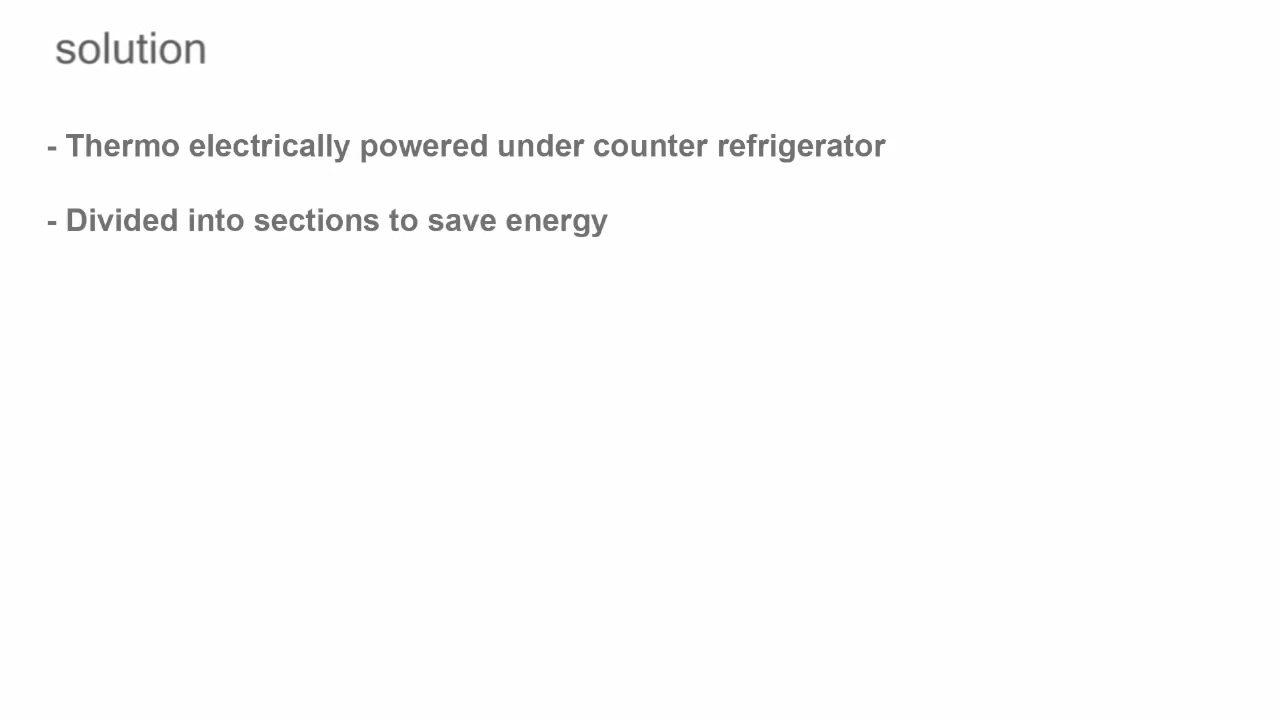 solution
- Thermo electrically powered under counter refrigerator
- Divided into sections to save energy